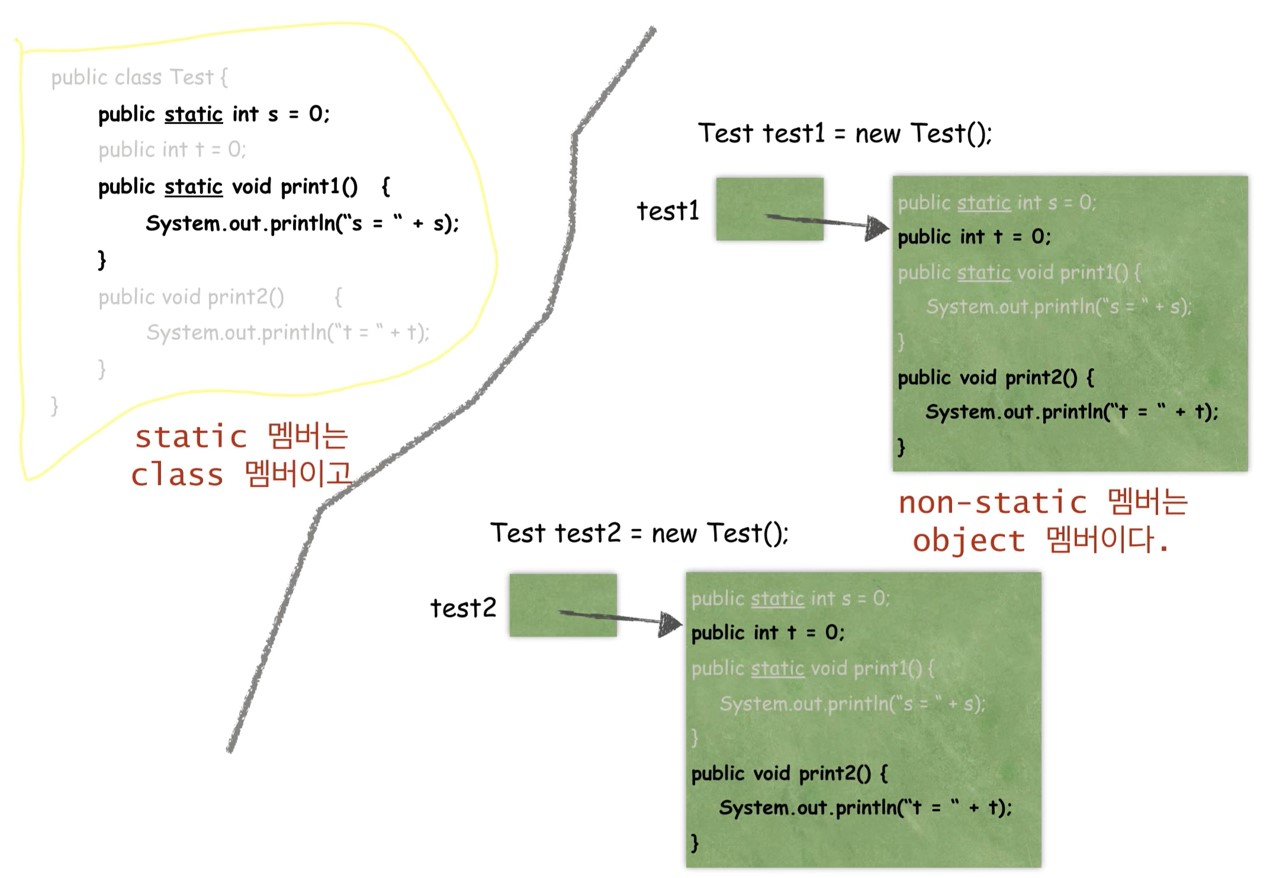 public class Test {
public static int s = 0;
public int t = 0;
public static void print1() {
System.out.println(“s = “ + s);
}
public void print2() {
System.out.println(“t = “ + t);
}
}
static 멤버는
class 멤버이고
Test test1 = new Test();
test1
public static int s = 0;
public int t = 0;
public static void print1() {
System.out.println(“s = “ + s);
}
public void print2() {
System.out.println(“t = “ + t);
}
non-static 멤버는
object 멤버이다.
Test test2 = new Test();
test2
public static int s = 0;
public int t = 0;
public static void print1() {
System.out.println(“s = “ + s);
}
public void print2() {
System.out.println(“t = “ + t);
}